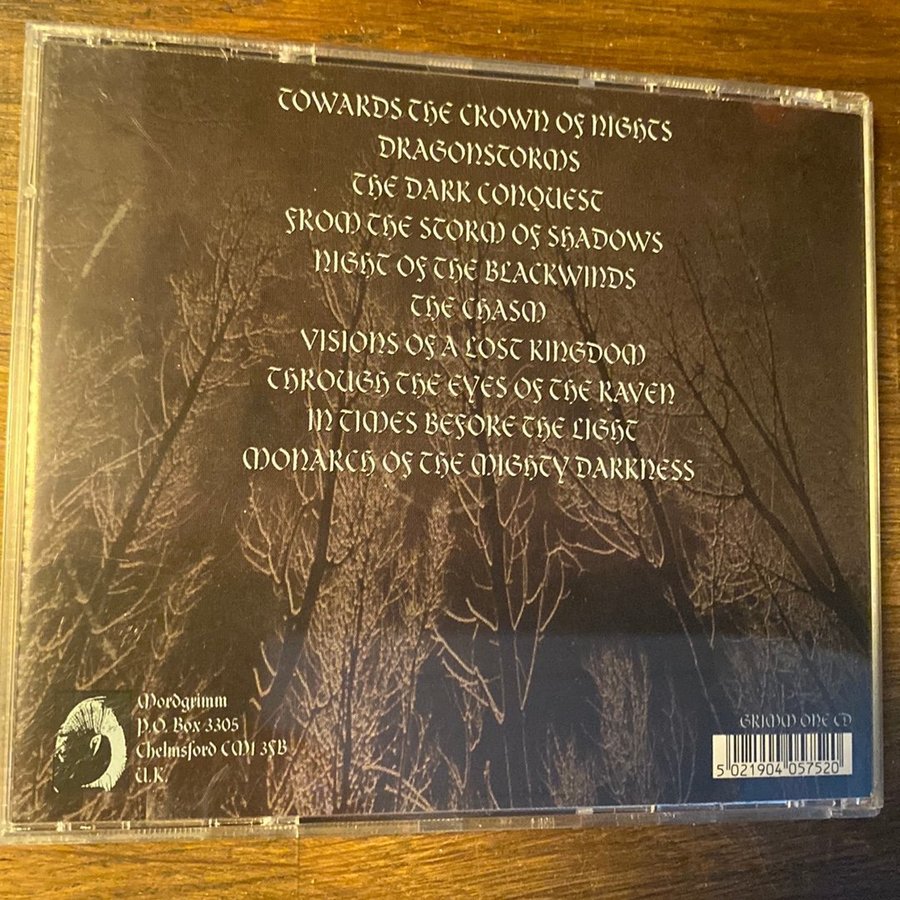 TOWARDS THE CROWN OF NIGHTS
DRAGONSTORMS
THE DARK CONQUEST
FROM THE STORM OF SHADOWS
NIGHT OF THE BLACKWINDS
THE CHASM
VISIONS OF A LOST KINGDOM
THROUGH THE EYES OF THE RAVEN
IN TIMES BEFORE THE LIGHT
MONARCH OF THE MIGHTY DARKNESS
Mordgrimm
P.O. Box 3305
Chelmsford CM1 3FB
U.K.
GRIMM ONE CD
5 021904 057520